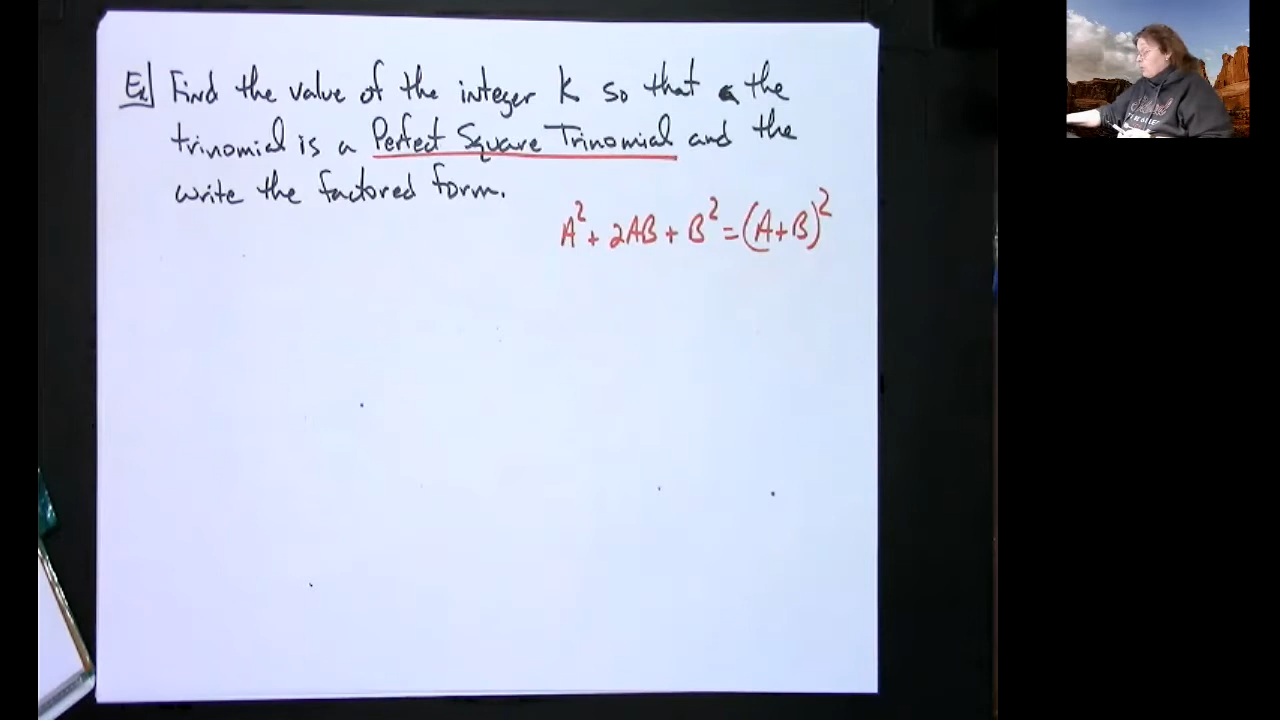 Ex Find the value of the integer K so that the
trinomial is a Perfect Square Trinomial and the
write the factored form.
A² + 2AB + B² = (A+B)²